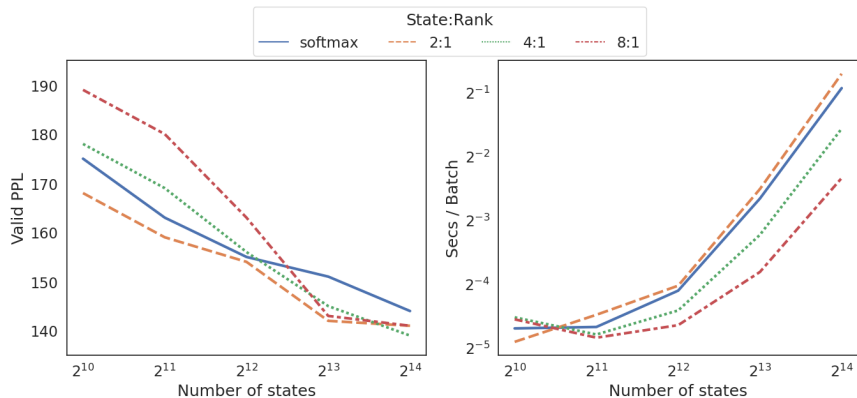 State:Rank
softmax 2:1 4:1 8:1
Valid PPL
190
180
170
160
150
140
2^10 2^11 2^12 2^13 2^14
Number of states
Secs / Batch
2^-1
2^-2
2^-3
2^-4
2^-5
2^10 2^11 2^12 2^13 2^14
Number of states